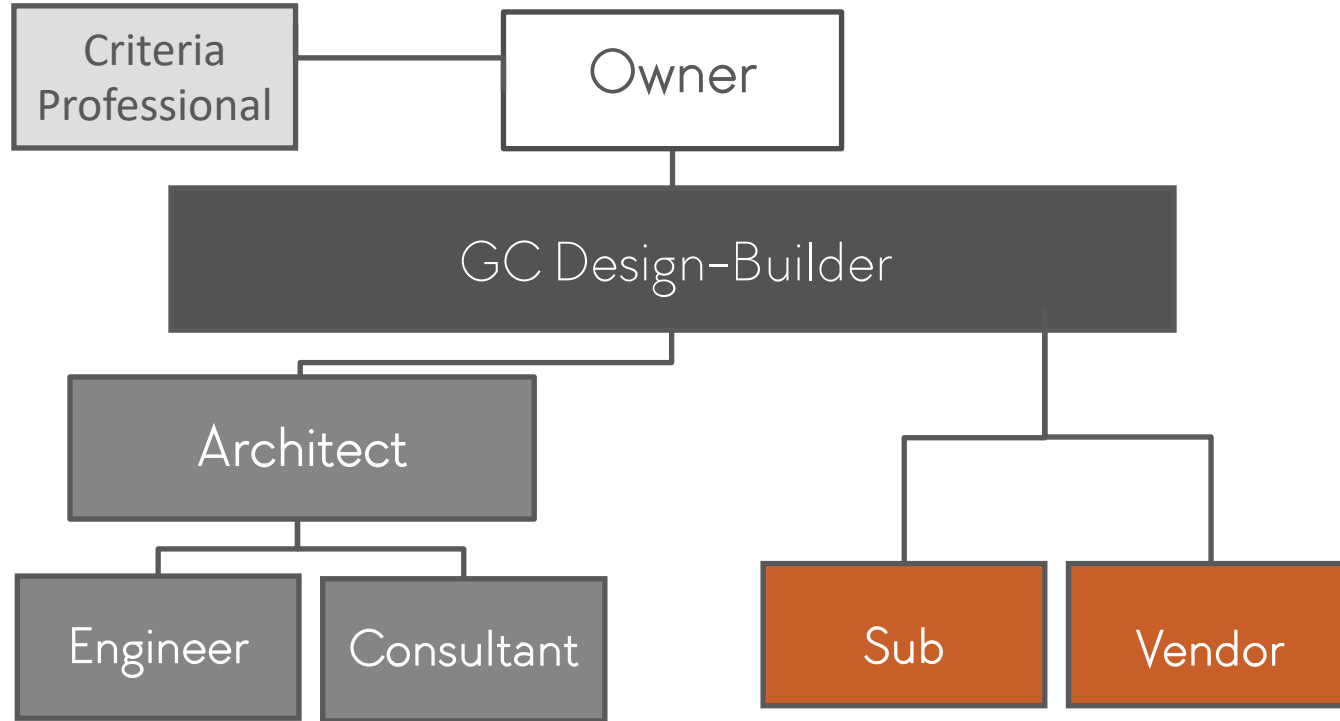 Criteria
Professional
Owner
GC Design-Builder
Architect
Engineer
Consultant
Sub
Vendor